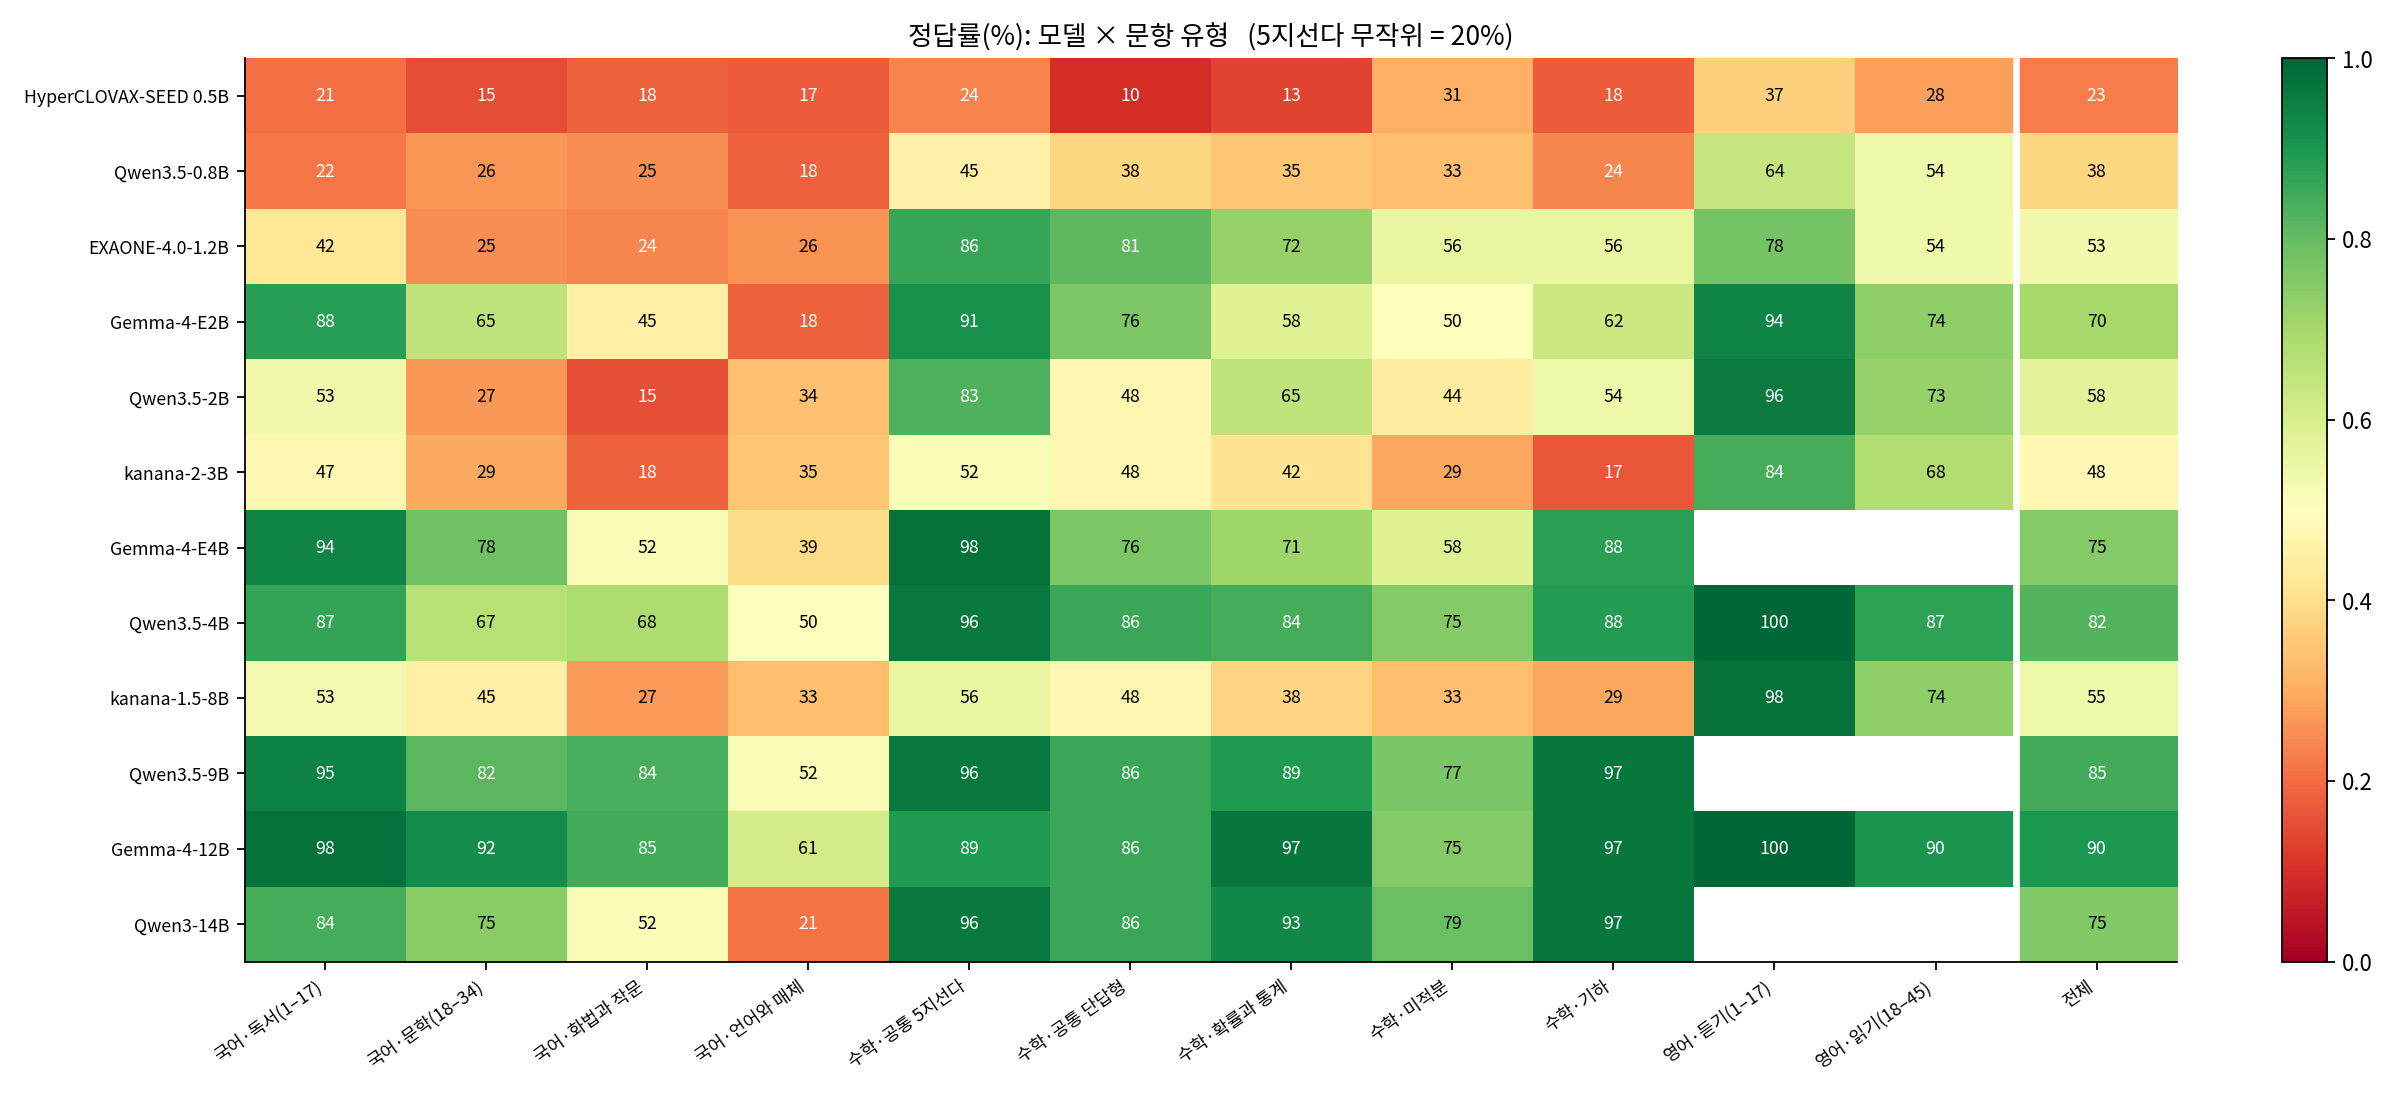 정답률(%): 모델 × 문항 유형 (5지선다 무작위 = 20%)
HyperCLOVAX-SEED 0.5B 21 15 18 17 24 10 13 31 18 37 28 23
Qwen3.5-0.8B 22 26 25 18 45 38 35 33 24 64 54 38
EXAONE-4.0-1.2B 42 25 24 26 86 81 72 56 56 78 54 53
Gemma-4-E2B 88 65 45 18 91 76 58 50 62 94 74 70
Qwen3.5-2B 53 27 15 34 83 48 65 44 54 96 73 58
kanana-2-3B 47 29 18 35 52 48 42 29 17 84 68 48
Gemma-4-E4B 94 78 52 39 98 76 71 58 88 75
Qwen3.5-4B 87 67 68 50 96 86 84 75 88 100 87 82
kanana-1.5-8B 53 45 27 33 56 48 38 33 29 98 74 55
Qwen3.5-9B 95 82 84 52 96 86 89 77 97 85
Gemma-4-12B 98 92 85 61 89 86 97 75 97 100 90 90
Qwen3-14B 84 75 52 21 96 86 93 79 97 75
국어·독서(1–17)
국어·문학(18–34)
국어·화법과 작문
국어·언어와 매체
수학·공통 5지선다
수학·공통 단답형
수학·확률과 통계
수학·미적분
수학·기하
영어·듣기(1–17)
영어·읽기(18–45)
전체
1.0
0.8
0.6
0.4
0.2
0.0